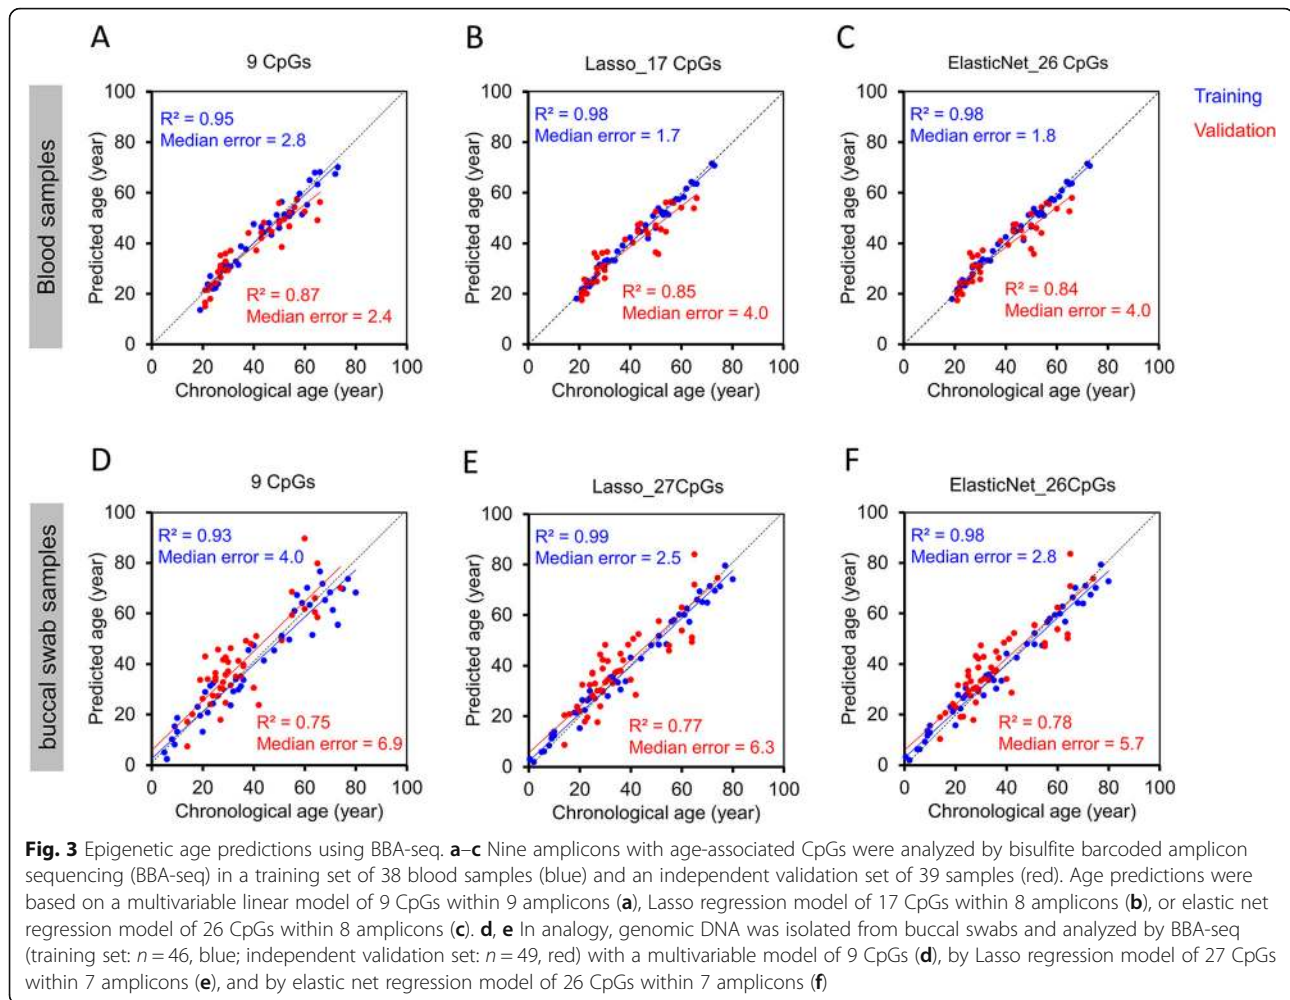 A
B
C
9 CpGs
Lasso_17 CpGs
ElasticNet_26 CpGs
Blood samples
Predicted age (year)
100
80
60
40
20
0
R² = 0.95
Median error = 2.8
R² = 0.87
Median error = 2.4
0 20 40 60 80 100
Chronological age (year)
Predicted age (year)
100
80
60
40
20
0
R² = 0.98
Median error = 1.7
R² = 0.85
Median error = 4.0
0 20 40 60 80 100
Chronological age (year)
Predicted age (year)
100
80
60
40
20
0
R² = 0.98
Median error = 1.8
R² = 0.84
Median error = 4.0
0 20 40 60 80 100
Chronological age (year)
Training
Validation
D
E
F
9 CpGs
Lasso_27CpGs
ElasticNet_26CpGs
buccal swab samples
Predicted age (year)
100
80
60
40
20
0
R² = 0.93
Median error = 4.0
R² = 0.75
Median error = 6.9
0 20 40 60 80 100
Chronological age (year)
Predicted age (year)
100
80
60
40
20
0
R² = 0.99
Median error = 2.5
R² = 0.77
Median error = 6.3
0 20 40 60 80 100
Chronological age (year)
Predicted age (year)
100
80
60
40
20
0
R² = 0.98
Median error = 2.8
R² = 0.78
Median error = 5.7
0 20 40 60 80 100
Chronological age (year)
Fig. 3 Epigenetic age predictions using BBA-seq. a–c Nine amplicons with age-associated CpGs were analyzed by bisulfite barcoded amplicon
sequencing (BBA-seq) in a training set of 38 blood samples (blue) and an independent validation set of 39 samples (red). Age predictions were
based on a multivariable linear model of 9 CpGs within 9 amplicons (a), Lasso regression model of 17 CpGs within 8 amplicons (b), or elastic net
regression model of 26 CpGs within 8 amplicons (c). d, e In analogy, genomic DNA was isolated from buccal swabs and analyzed by BBA-seq
(training set: n = 46, blue; independent validation set: n = 49, red) with a multivariable model of 9 CpGs (d), by Lasso regression model of 27 CpGs
within 7 amplicons (e), and by elastic net regression model of 26 CpGs within 7 amplicons (f)